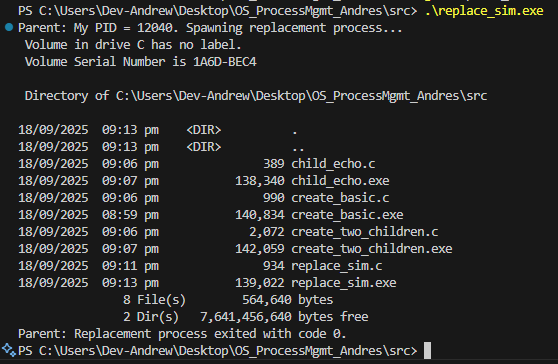 PS C:\Users\Dev-Andrew\Desktop\OS_ProcessMgmt_Andres\src> .\replace_sim.exe
Parent: My PID = 12040. Spawning replacement process...
 Volume in drive C has no label.
 Volume Serial Number is 1A6D-BEC4

 Directory of C:\Users\Dev-Andrew\Desktop\OS_ProcessMgmt_Andres\src

18/09/2025  09:13 pm    <DIR>          .
18/09/2025  09:13 pm    <DIR>          ..
18/09/2025  09:06 pm               389 child_echo.c
18/09/2025  09:07 pm           138,340 child_echo.exe
18/09/2025  09:06 pm               990 create_basic.c
18/09/2025  08:59 pm           140,834 create_basic.exe
18/09/2025  09:06 pm             2,072 create_two_children.c
18/09/2025  09:07 pm           142,059 create_two_children.exe
18/09/2025  09:11 pm               934 replace_sim.c
18/09/2025  09:13 pm           139,022 replace_sim.exe
               8 File(s)        564,640 bytes
               2 Dir(s)   7,641,456,640 bytes free
Parent: Replacement process exited with code 0.
PS C:\Users\Dev-Andrew\Desktop\OS_ProcessMgmt_Andres\src>